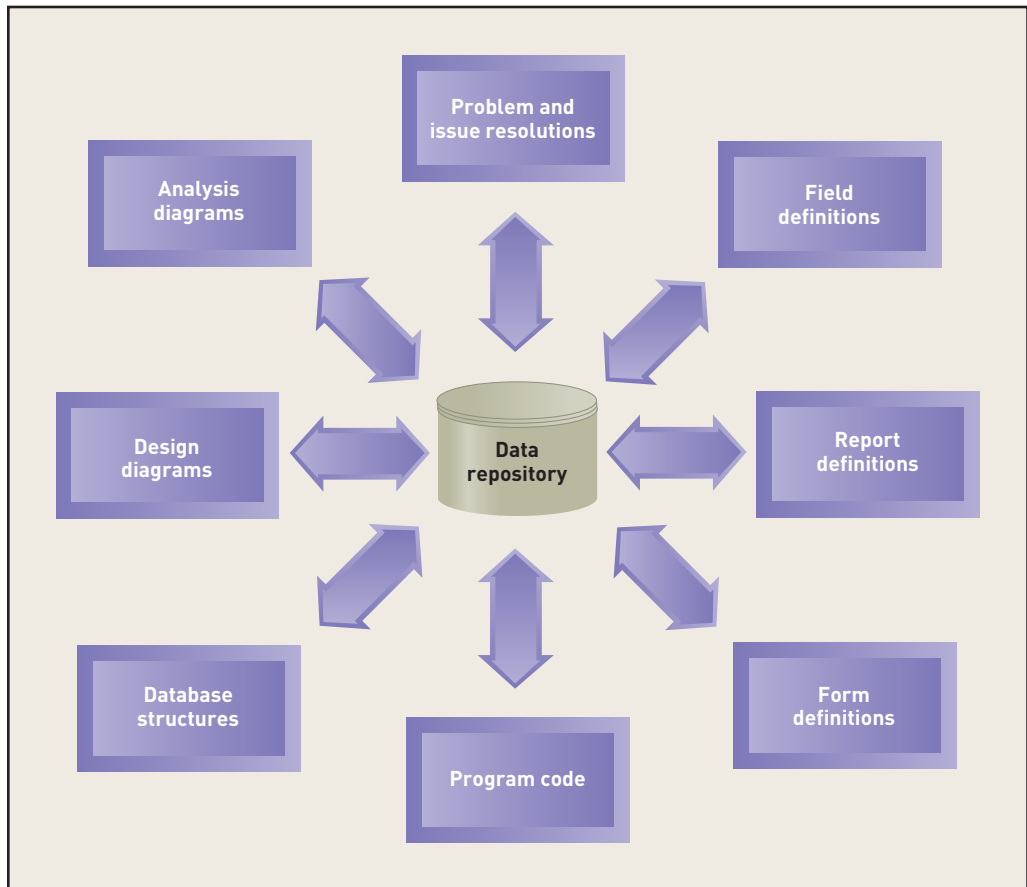 Problem and
issue resolutions
Analysis
diagrams
Field
definitions
Design
diagrams
Data
repository
Report
definitions
Database
structures
Program code
Form
definitions